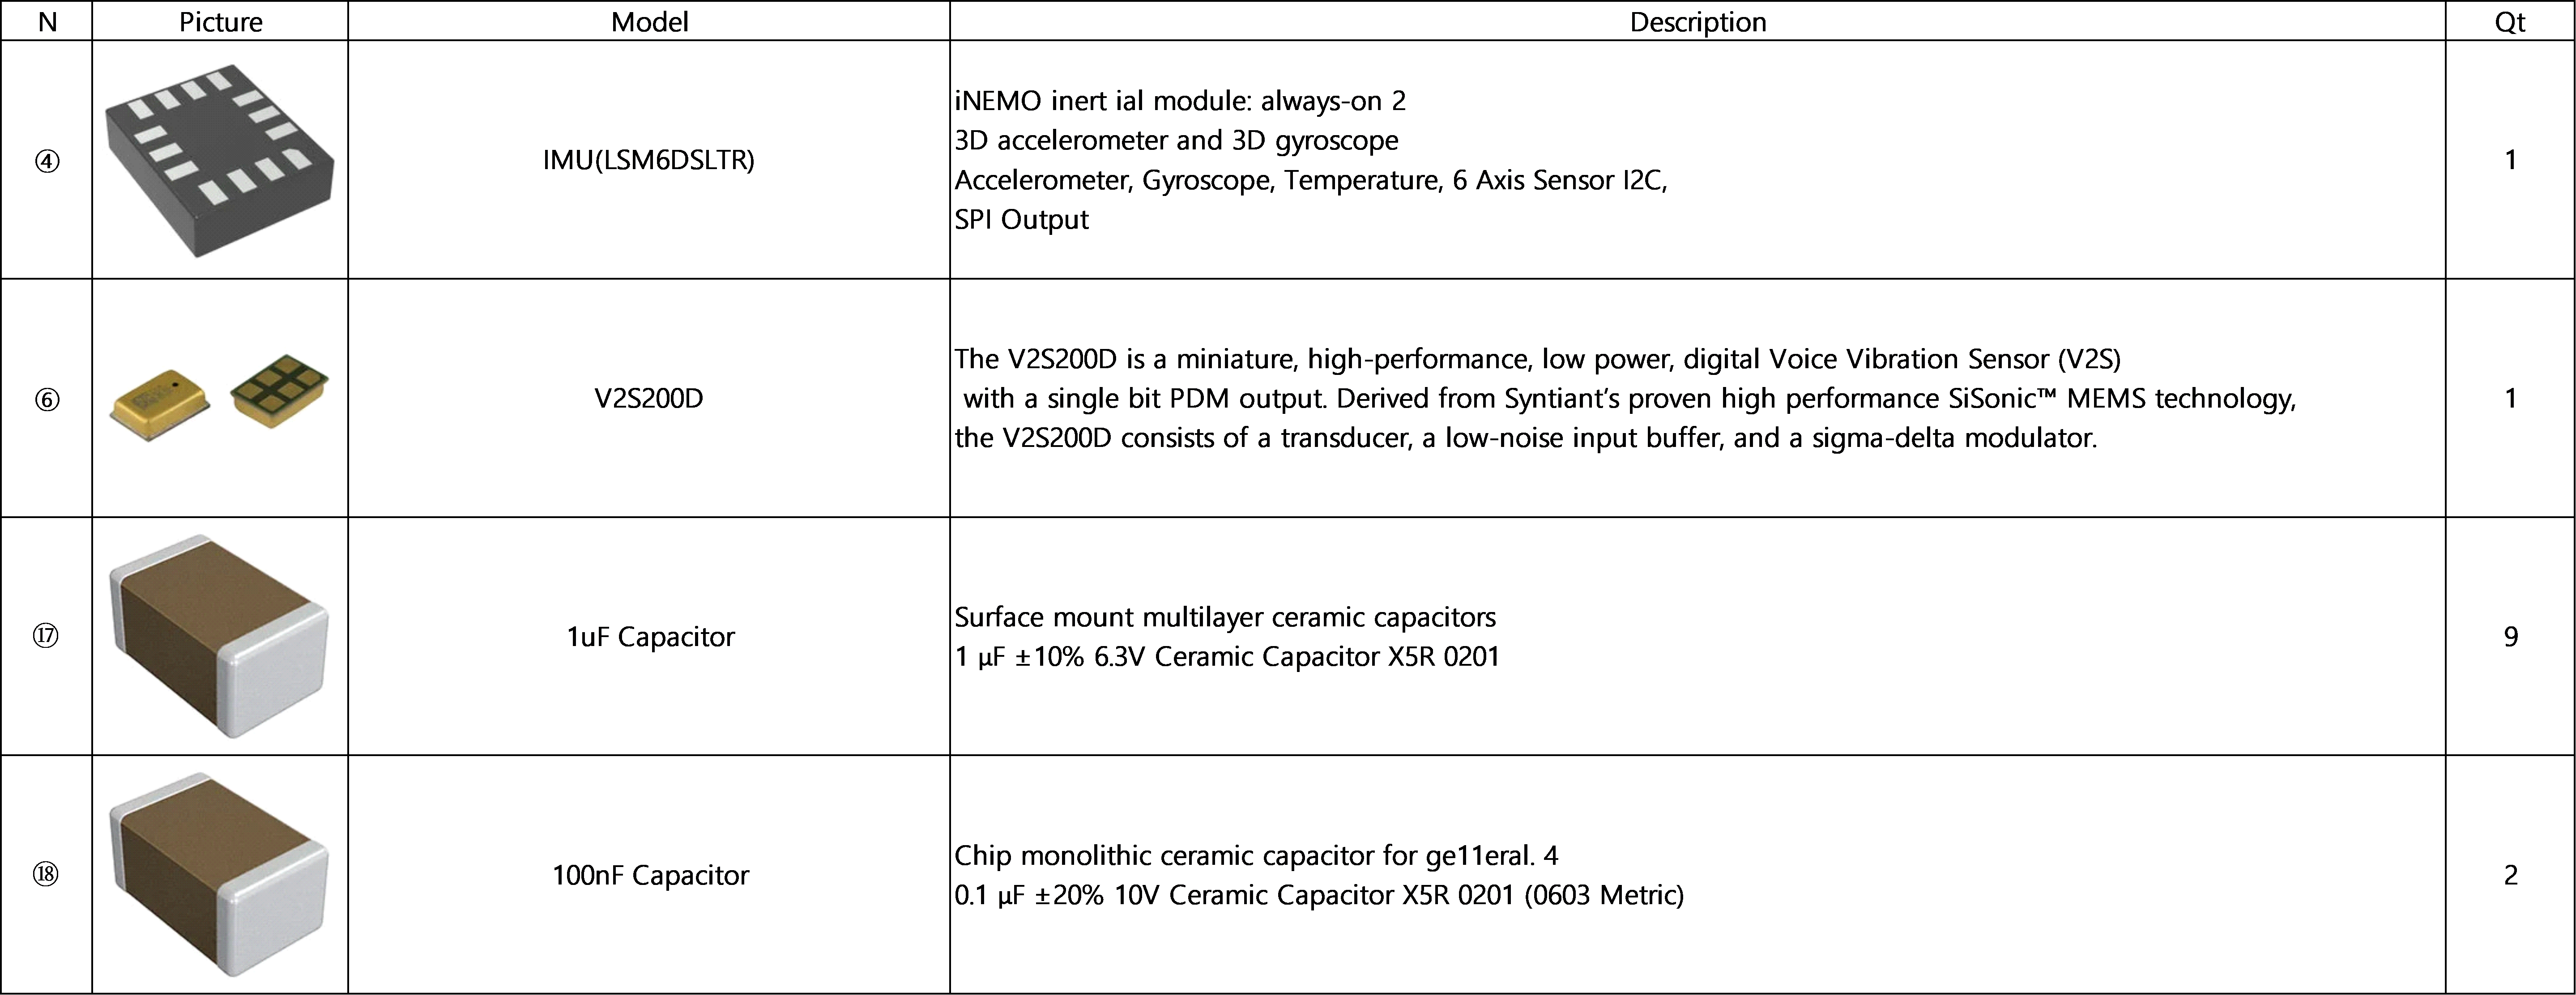 N Picture Model Description Qt
④ IMU(LSM6DSLTR) iNEMO inert ial module: always-on 2
3D accelerometer and 3D gyroscope
Accelerometer, Gyroscope, Temperature, 6 Axis Sensor I2C,
SPI Output
1
⑥ V2S200D The V2S200D is a miniature, high-performance, low power, digital Voice Vibration Sensor (V2S)
with a single bit PDM output. Derived from Syntiant’s proven high performance SiSonic™ MEMS technology,
the V2S200D consists of a transducer, a low-noise input buffer, and a sigma-delta modulator.
1
⑰ 1uF Capacitor Surface mount multilayer ceramic capacitors
1 µF ±10% 6.3V Ceramic Capacitor X5R 0201
9
⑱ 100nF Capacitor Chip monolithic ceramic capacitor for ge11eral. 4
0.1 µF ±20% 10V Ceramic Capacitor X5R 0201 (0603 Metric)
2